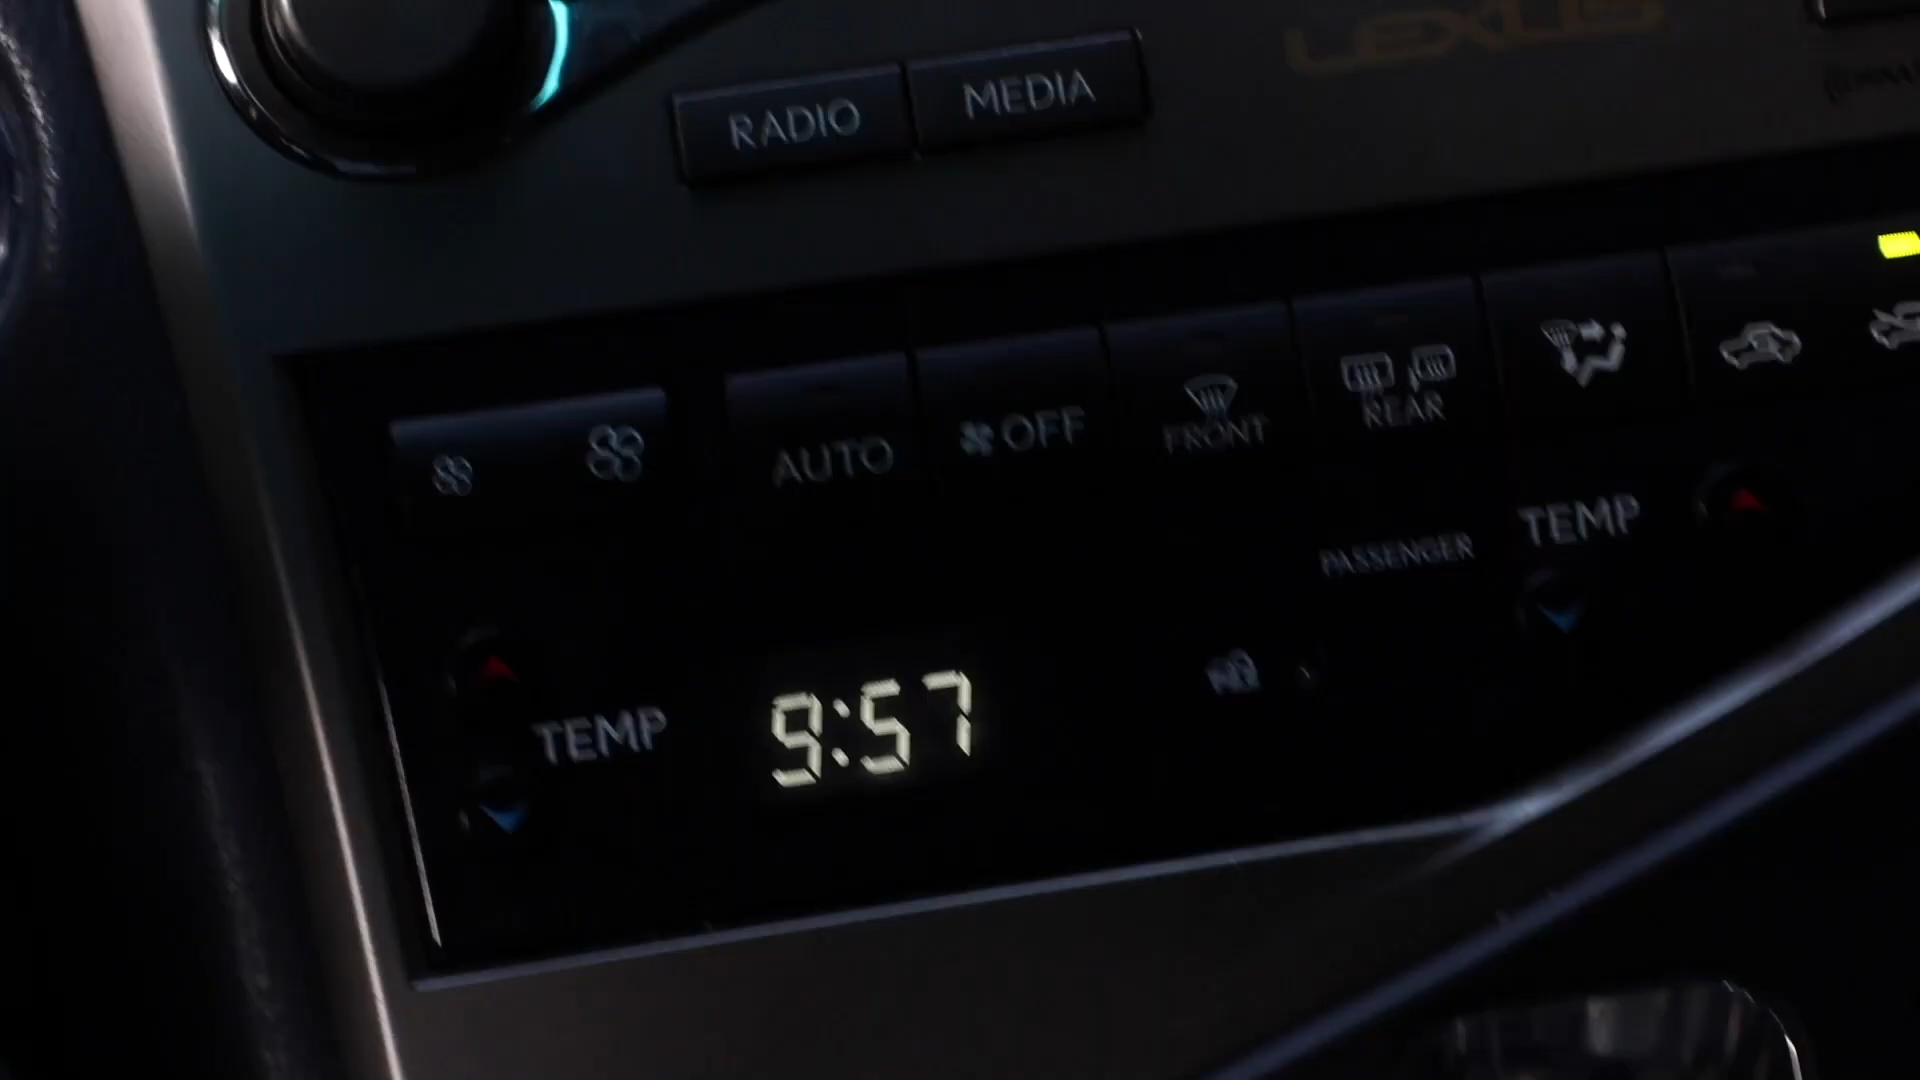 LEXUS
RADIO MEDIA
AUTO OFF FRONT REAR
PASSENGER TEMP
TEMP 9:57